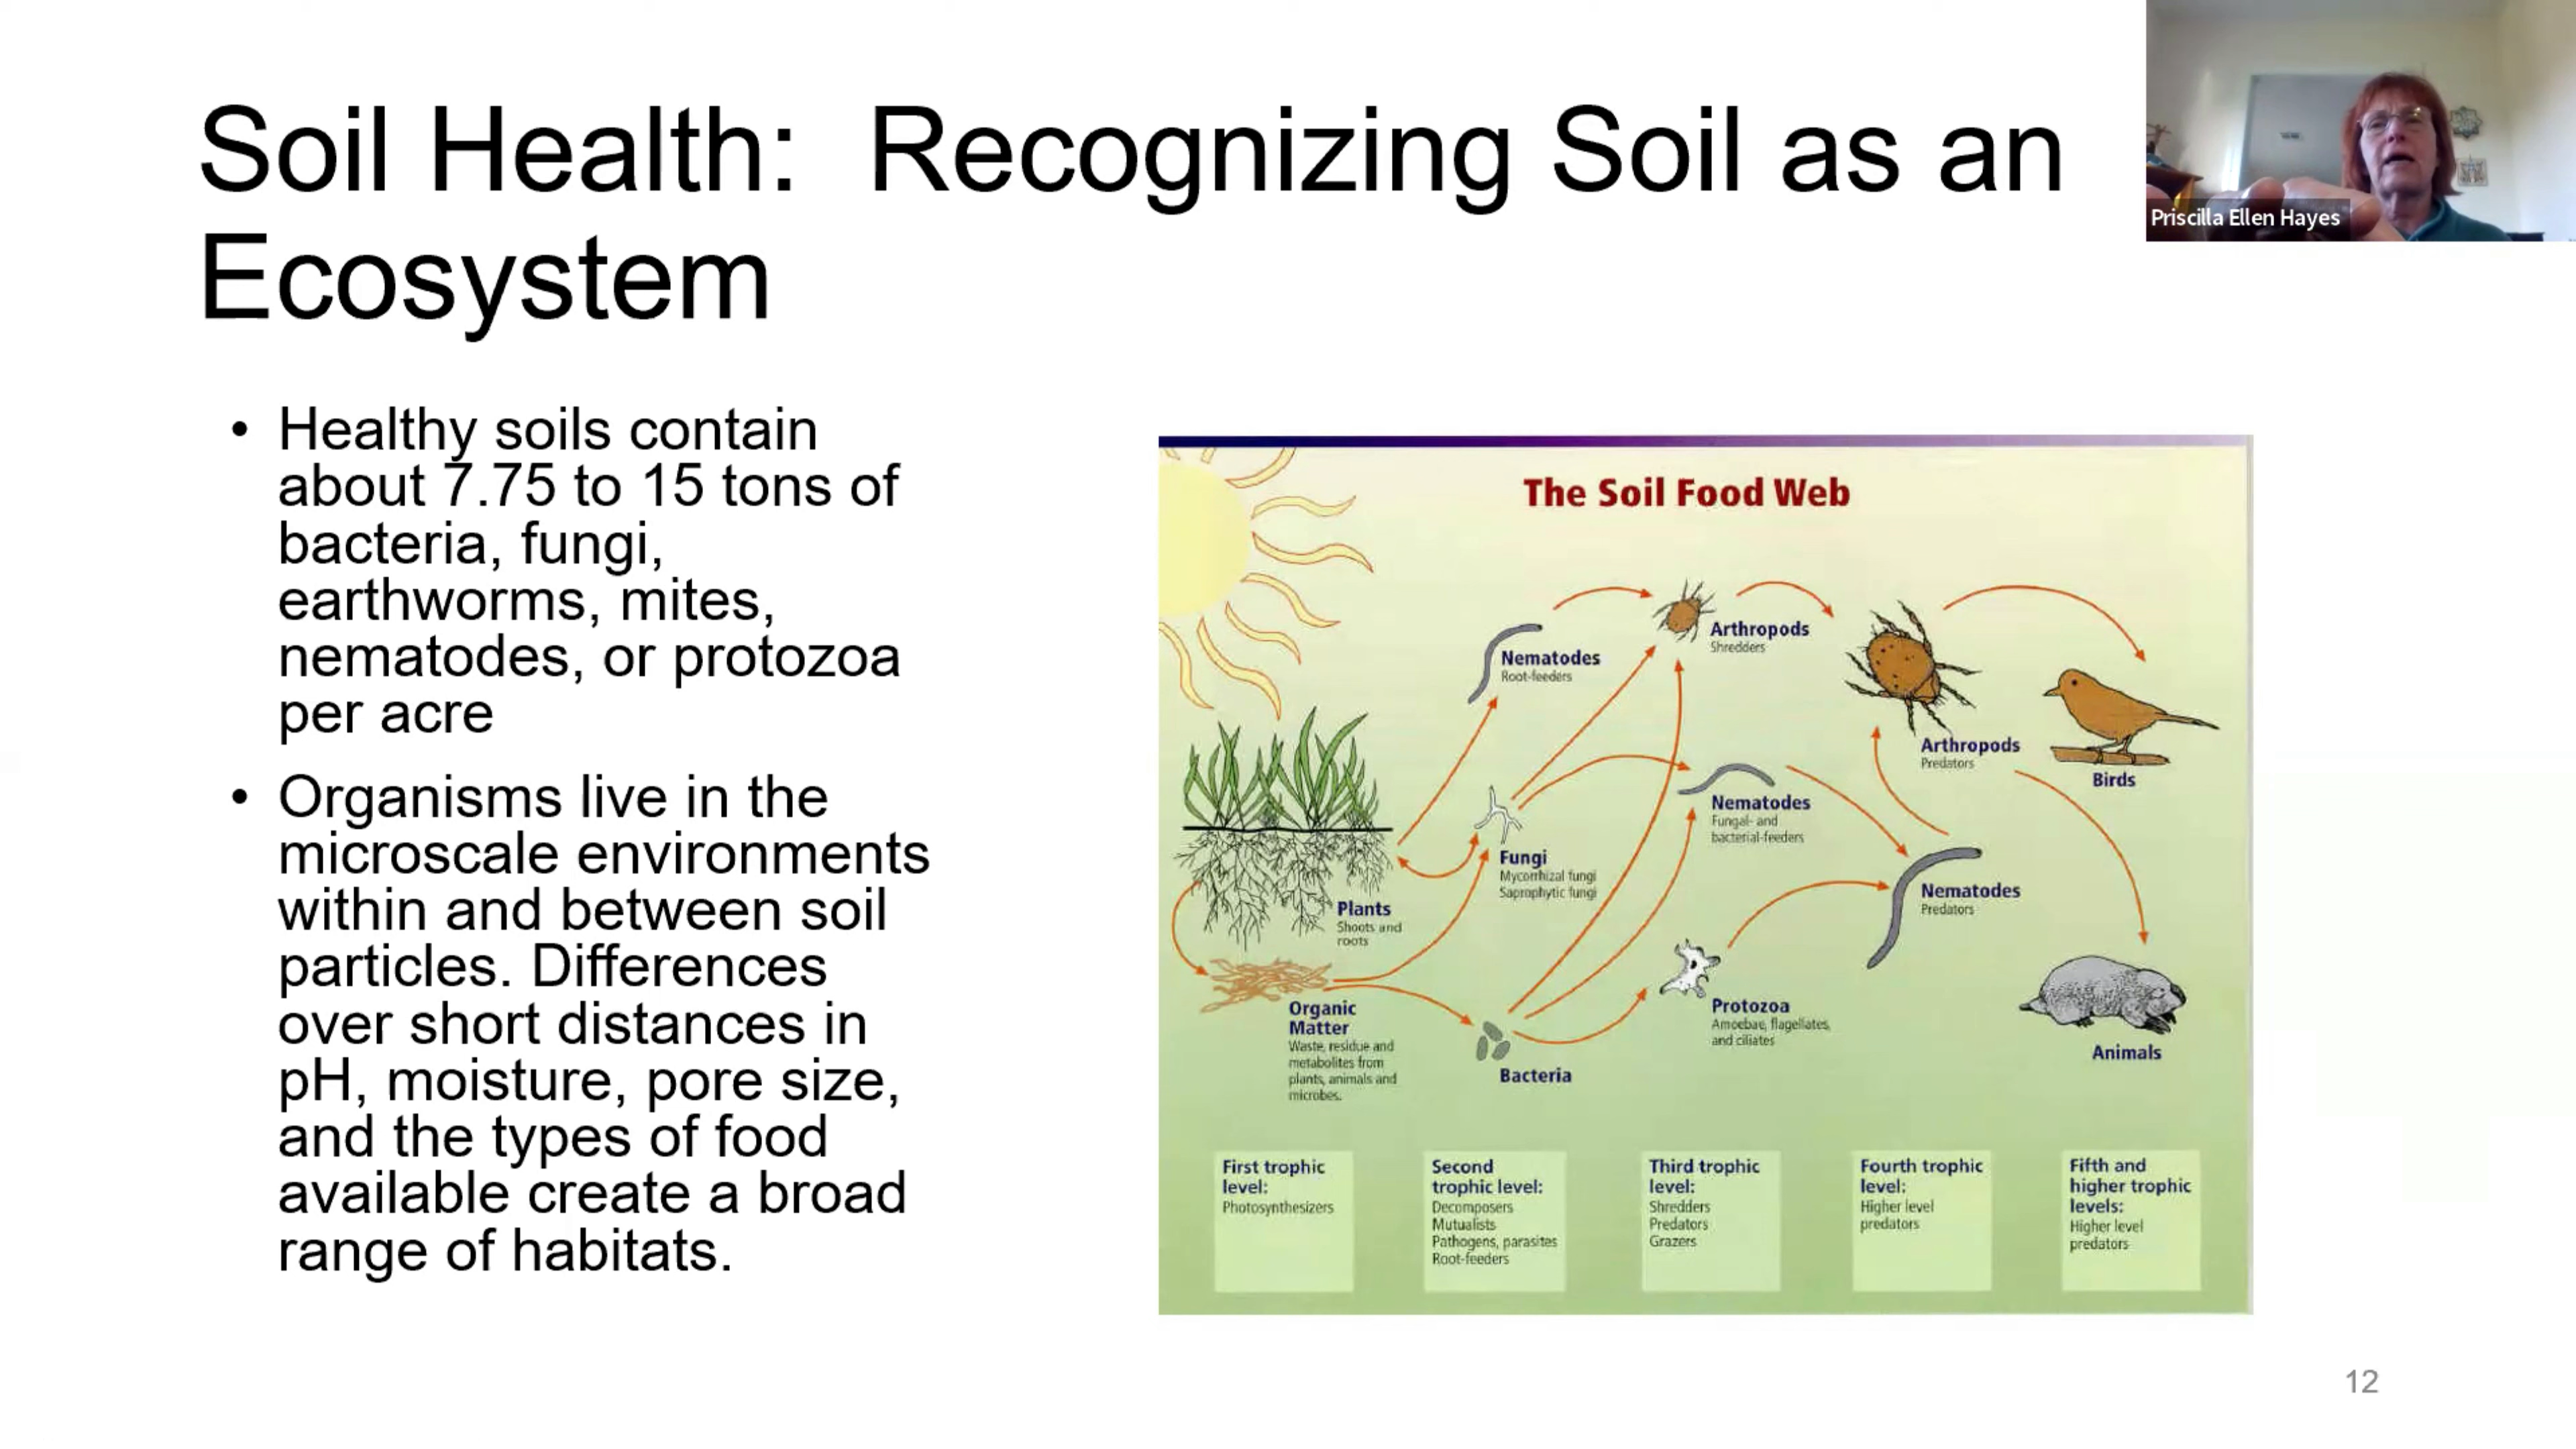 Soil Health:  Recognizing Soil as an
Ecosystem
Priscilla Ellen Hayes
• Healthy soils contain
about 7.75 to 15 tons of
bacteria, fungi,
earthworms, mites,
nematodes, or protozoa
per acre
• Organisms live in the
microscale environments
within and between soil
particles. Differences
over short distances in
pH, moisture, pore size,
and the types of food
available create a broad
range of habitats.
The Soil Food Web
Nematodes
Root-feeders
Arthropods
Shredders
Arthropods
Predators
Birds
Nematodes
Fungal- and
bacterial-feeders
Fungi
Mycorrhizal fungi
Saprophytic fungi
Nematodes
Predators
Plants
Shoots and
roots
Organic
Matter
Waste, residue and
metabolites from
plants, animals and
microbes.
Bacteria
Protozoa
Amoebae, flagellates,
and ciliates
Animals
First trophic
level:
Photosynthesizers
Second
trophic level:
Decomposers
Mutualists
Pathogens, parasites
Root-feeders
Third trophic
level:
Shredders
Predators
Grazers
Fourth trophic
level:
Higher level
predators
Fifth and
higher trophic
levels:
Higher level
predators
12